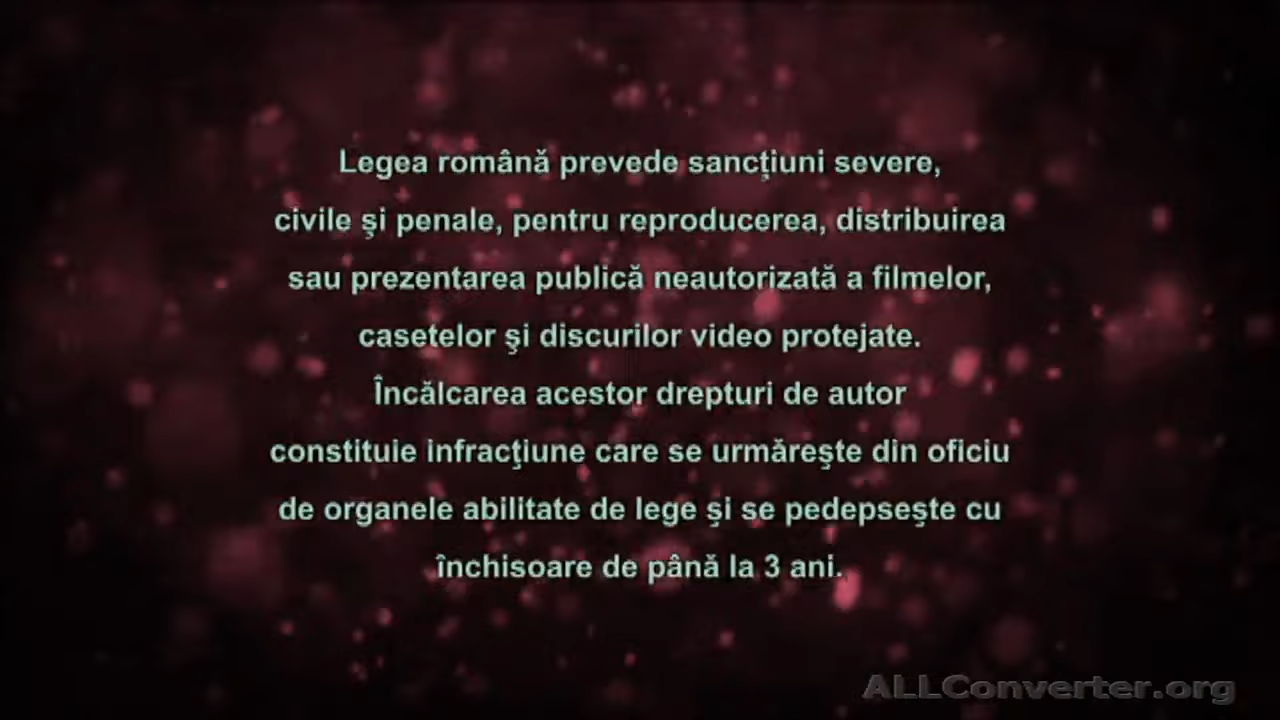 Legea română prevede sancţiuni severe,
civile şi penale, pentru reproducerea, distribuirea
sau prezentarea publică neautorizată a filmelor,
casetelor şi discurilor video protejate.
Încălcarea acestor drepturi de autor
constituie infracţiune care se urmăreşte din oficiu
de organele abilitate de lege şi se pedepseşte cu
închisoare de până la 3 ani.
ALLConverter.org